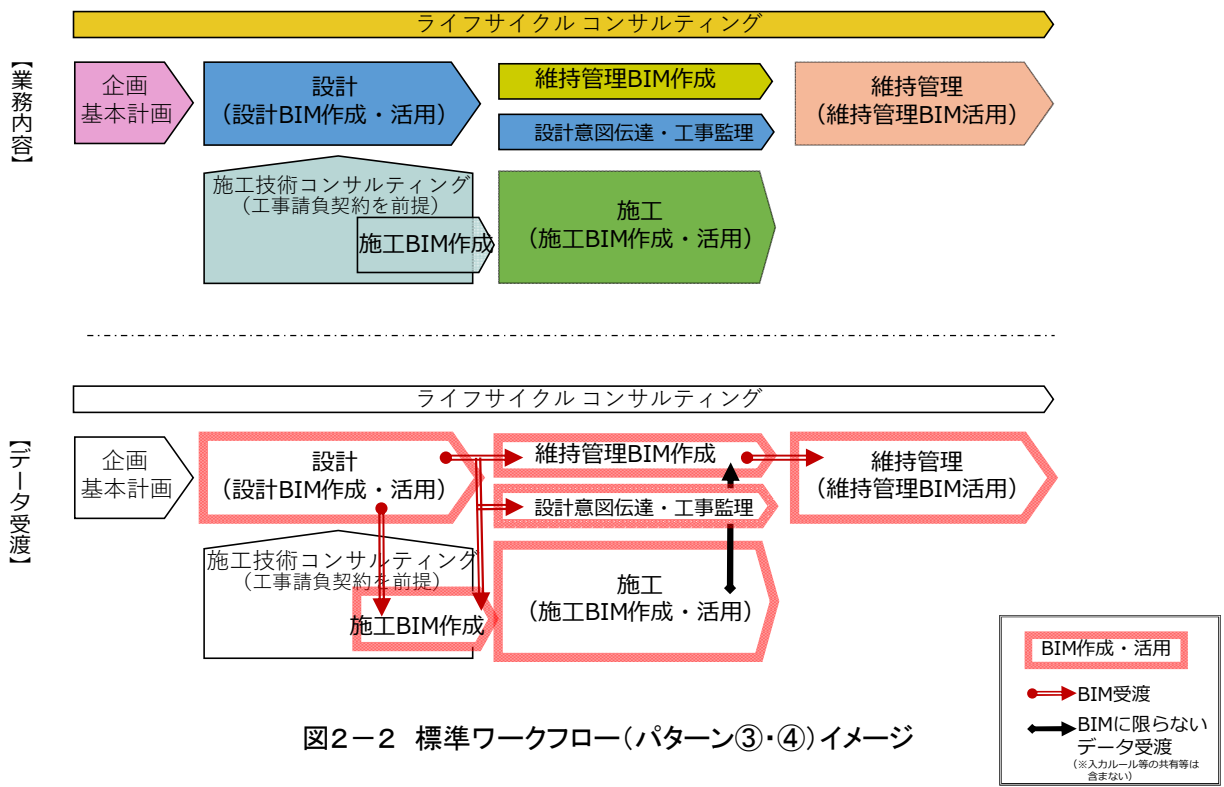 ライフサイクル コンサルティング
【業務内容】
企画
基本計画
設計
（設計BIM作成・活用）
維持管理BIM作成
設計意図伝達・工事監理
維持管理
（維持管理BIM活用）
施工技術コンサルティング
（工事請負契約を前提）
施工BIM作成
施工
（施工BIM作成・活用）
ライフサイクル コンサルティング
【データ受渡】
企画
基本計画
設計
（設計BIM作成・活用）
維持管理BIM作成
設計意図伝達・工事監理
維持管理
（維持管理BIM活用）
施工技術コンサルティング
（工事請負契約を前提）
施工BIM作成
施工
（施工BIM作成・活用）
BIM作成・活用
BIM受渡
BIMに限らない
データ受渡
（※入力ルール等の共有等は
含まない）
図２－２ 標準ワークフロー（パターン③・④）イメージ